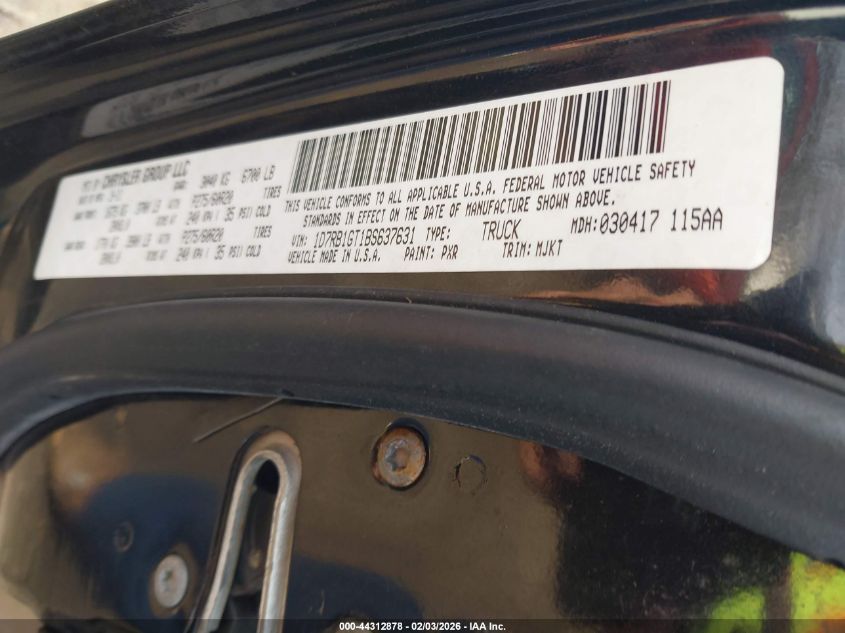 MFD BY CHRYSLER GROUP LLC
3040 KG 6700 LB
P275/60R20 TIRES
240 KPA ( 35 PSI) COLD
P275/60R20 TIRES
240 KPA ( 35 PSI) COLD
THIS VEHICLE CONFORMS TO ALL APPLICABLE U.S.A. FEDERAL MOTOR VEHICLE SAFETY
STANDARDS IN EFFECT ON THE DATE OF MANUFACTURE SHOWN ABOVE.
VIN: 1D7RB1GT1BS637631 TYPE: TRUCK MDH:030417 115AA
VEHICLE MADE IN U.S.A. PAINT: PXR TRIM: MJKT
000-44312878 - 02/03/2026 - IAA Inc.